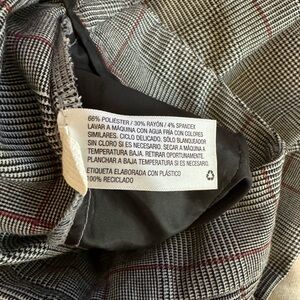 66% POLIÉSTER / 30% RAYÓN / 4% SPANDEX
LAVAR A MÁQUINA CON AGUA FRÍA CON COLORES
SIMILARES. CICLO DELICADO. SÓLO BLANQUEADOR
SIN CLORO SI ES NECESARIO. SECAR A MÁQUINA A
TEMPERATURA BAJA. RETIRAR OPORTUNAMENTE.
PLANCHAR A TEMPERATURA BAJA SI ES NECESARIO.
ETIQUETA ELABORADA CON PLÁSTICO
100% RECICLADO